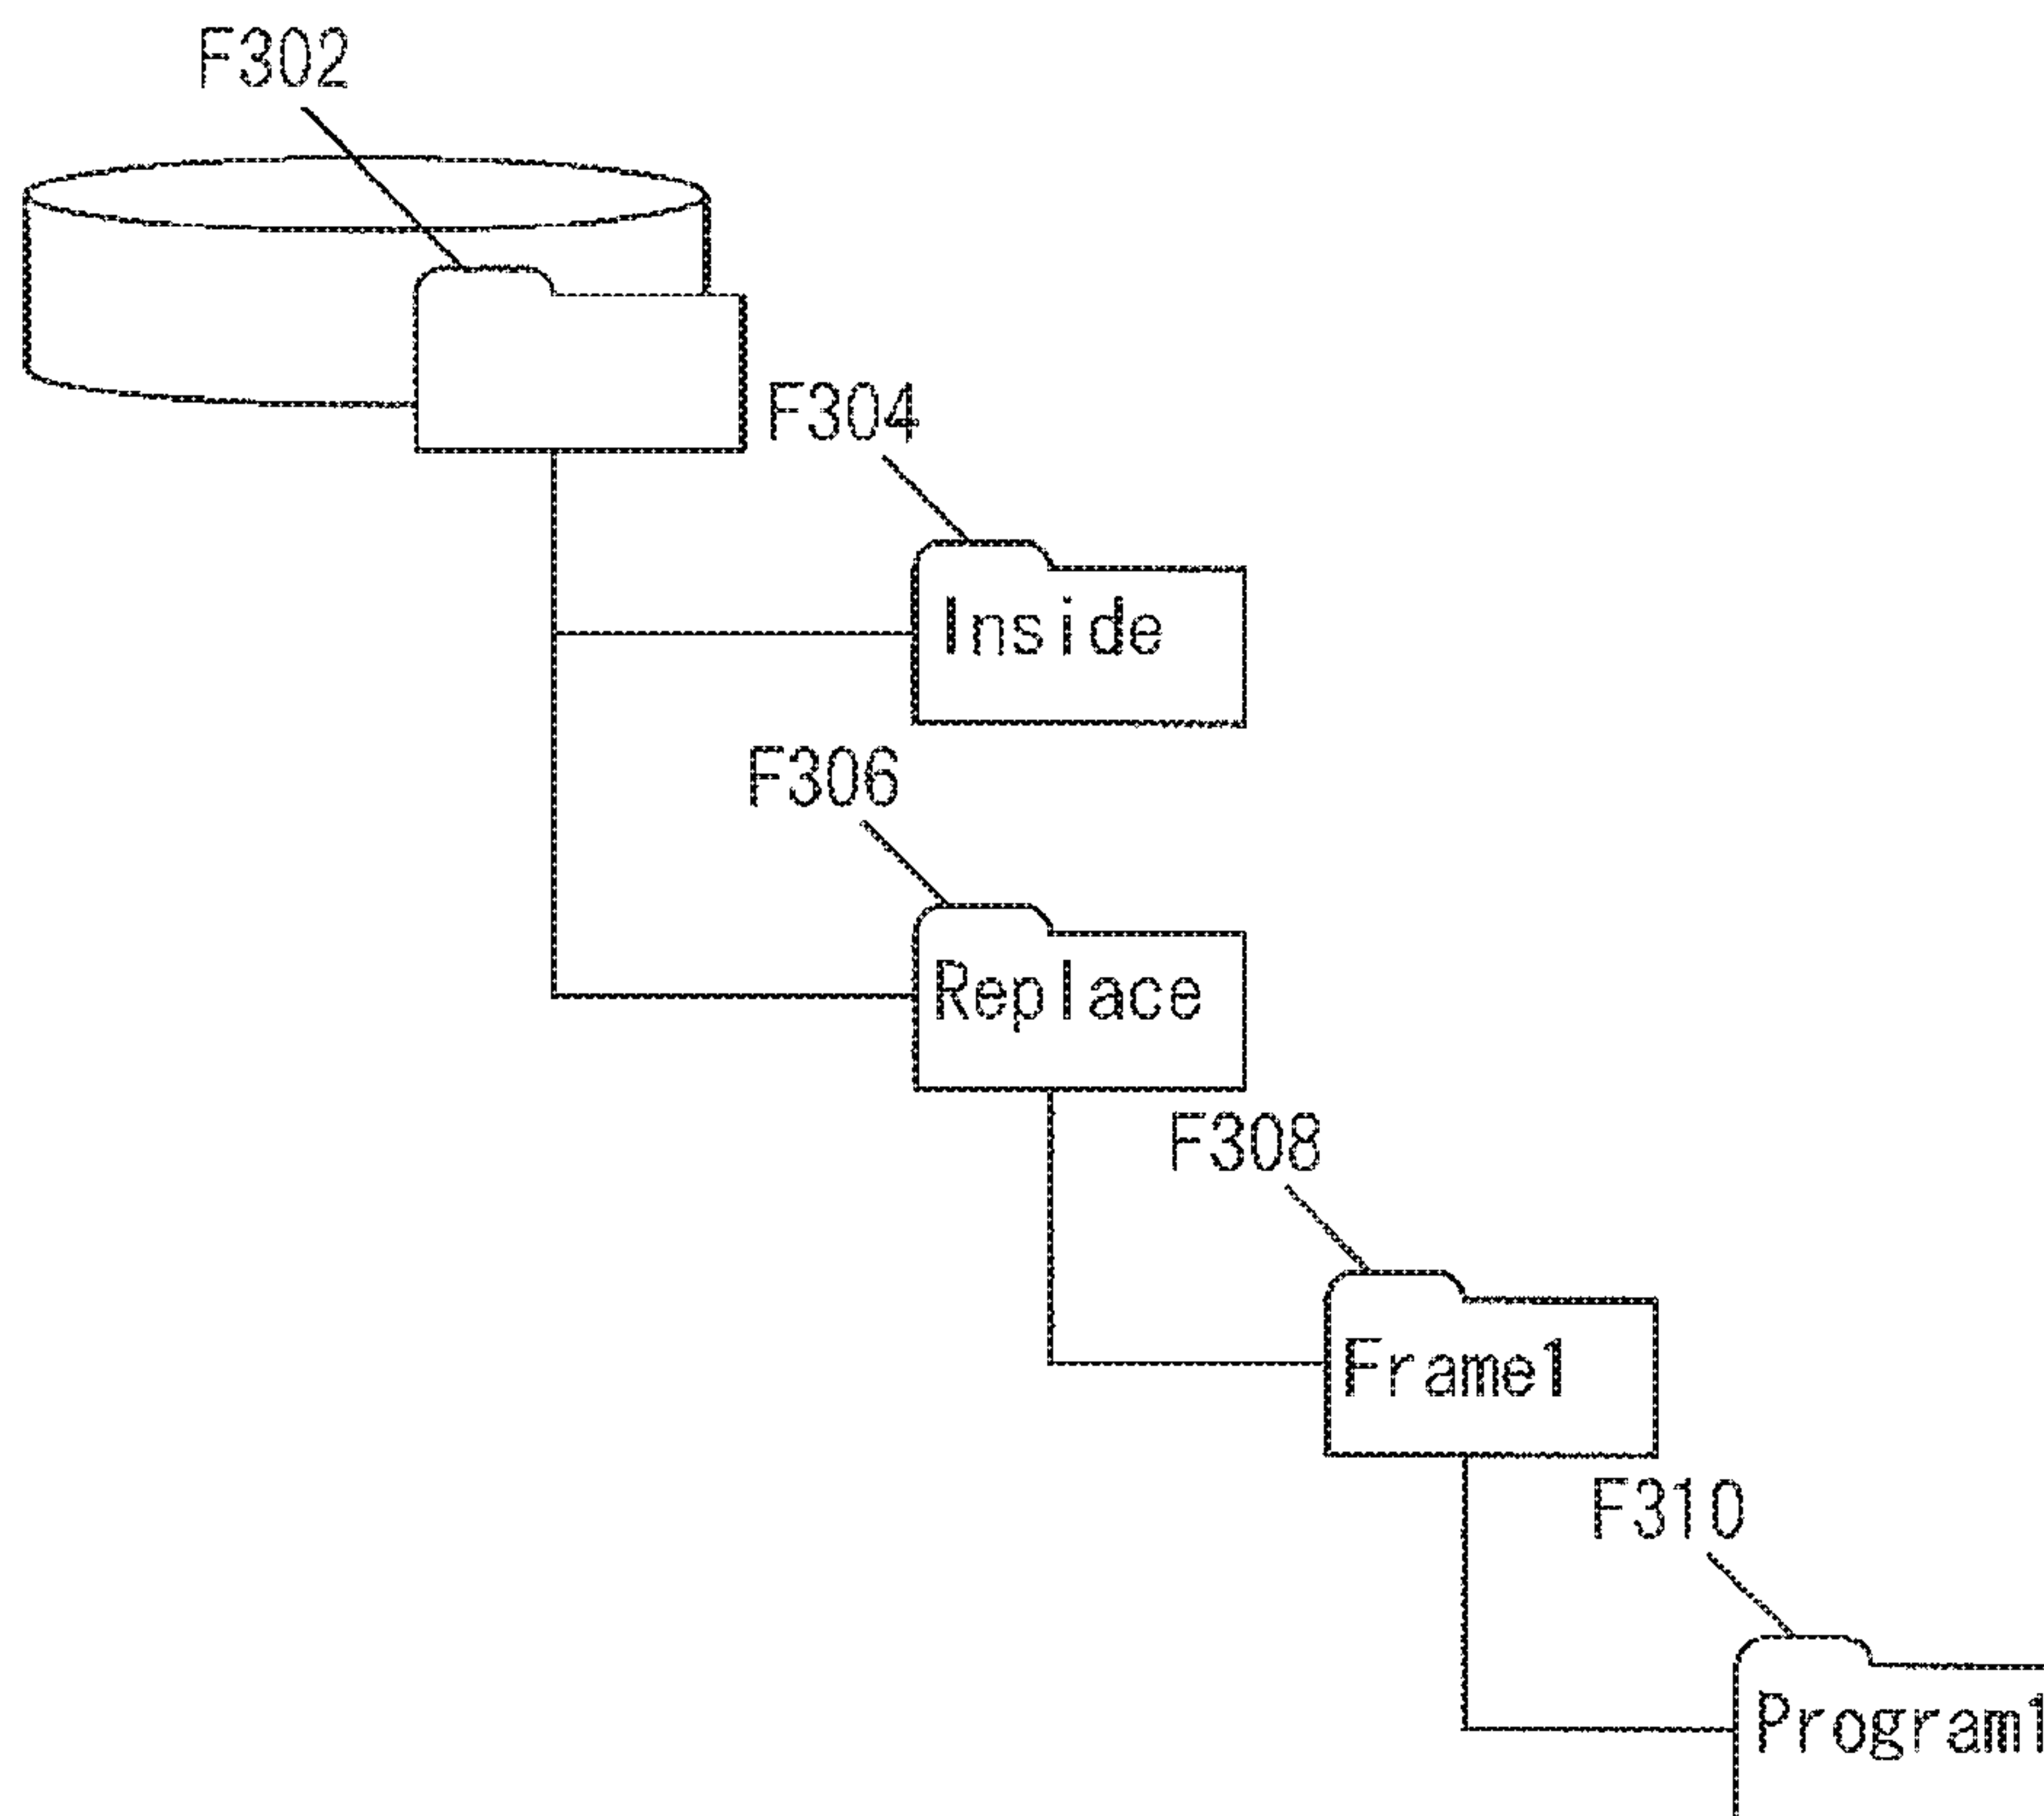 F302
F304
Inside
F306
Replace
F308
Frame1
F310
Program1